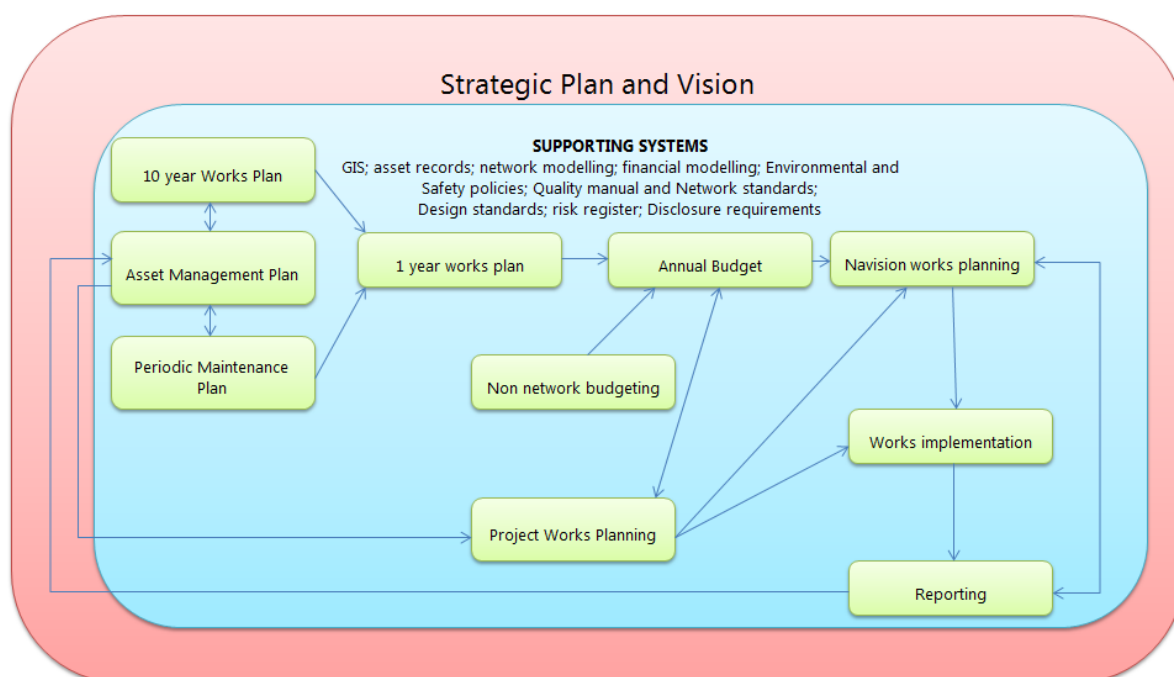 Strategic Plan and Vision
SUPPORTING SYSTEMS
GIS; asset records; network modelling; financial modelling; Environmental and
Safety policies; Quality manual and Network standards;
Design standards; risk register; Disclosure requirements
10 year Works Plan
Asset Management Plan
Periodic Maintenance
Plan
1 year works plan
Annual Budget
Navision works planning
Non network budgeting
Works implementation
Project Works Planning
Reporting